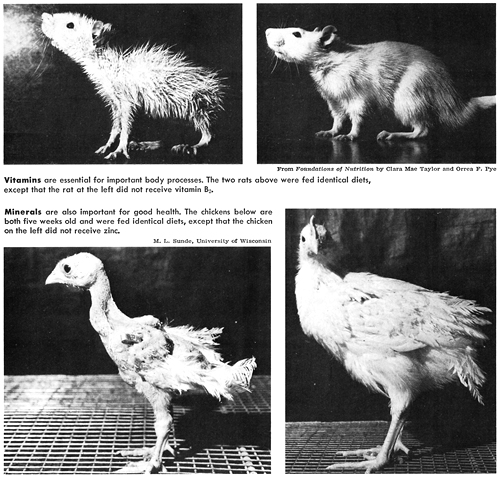 From Foundations of Nutrition by Clara Mae Taylor and Orrea F. Pye
Vitamins are essential for important body processes. The two rats above were fed identical diets,
except that the rat at the left did not receive vitamin B₂.
Minerals are also important for good health. The chickens below are
both five weeks old and were fed identical diets, except that the chicken
on the left did not receive zinc.
M. L. Sunde, University of Wisconsin